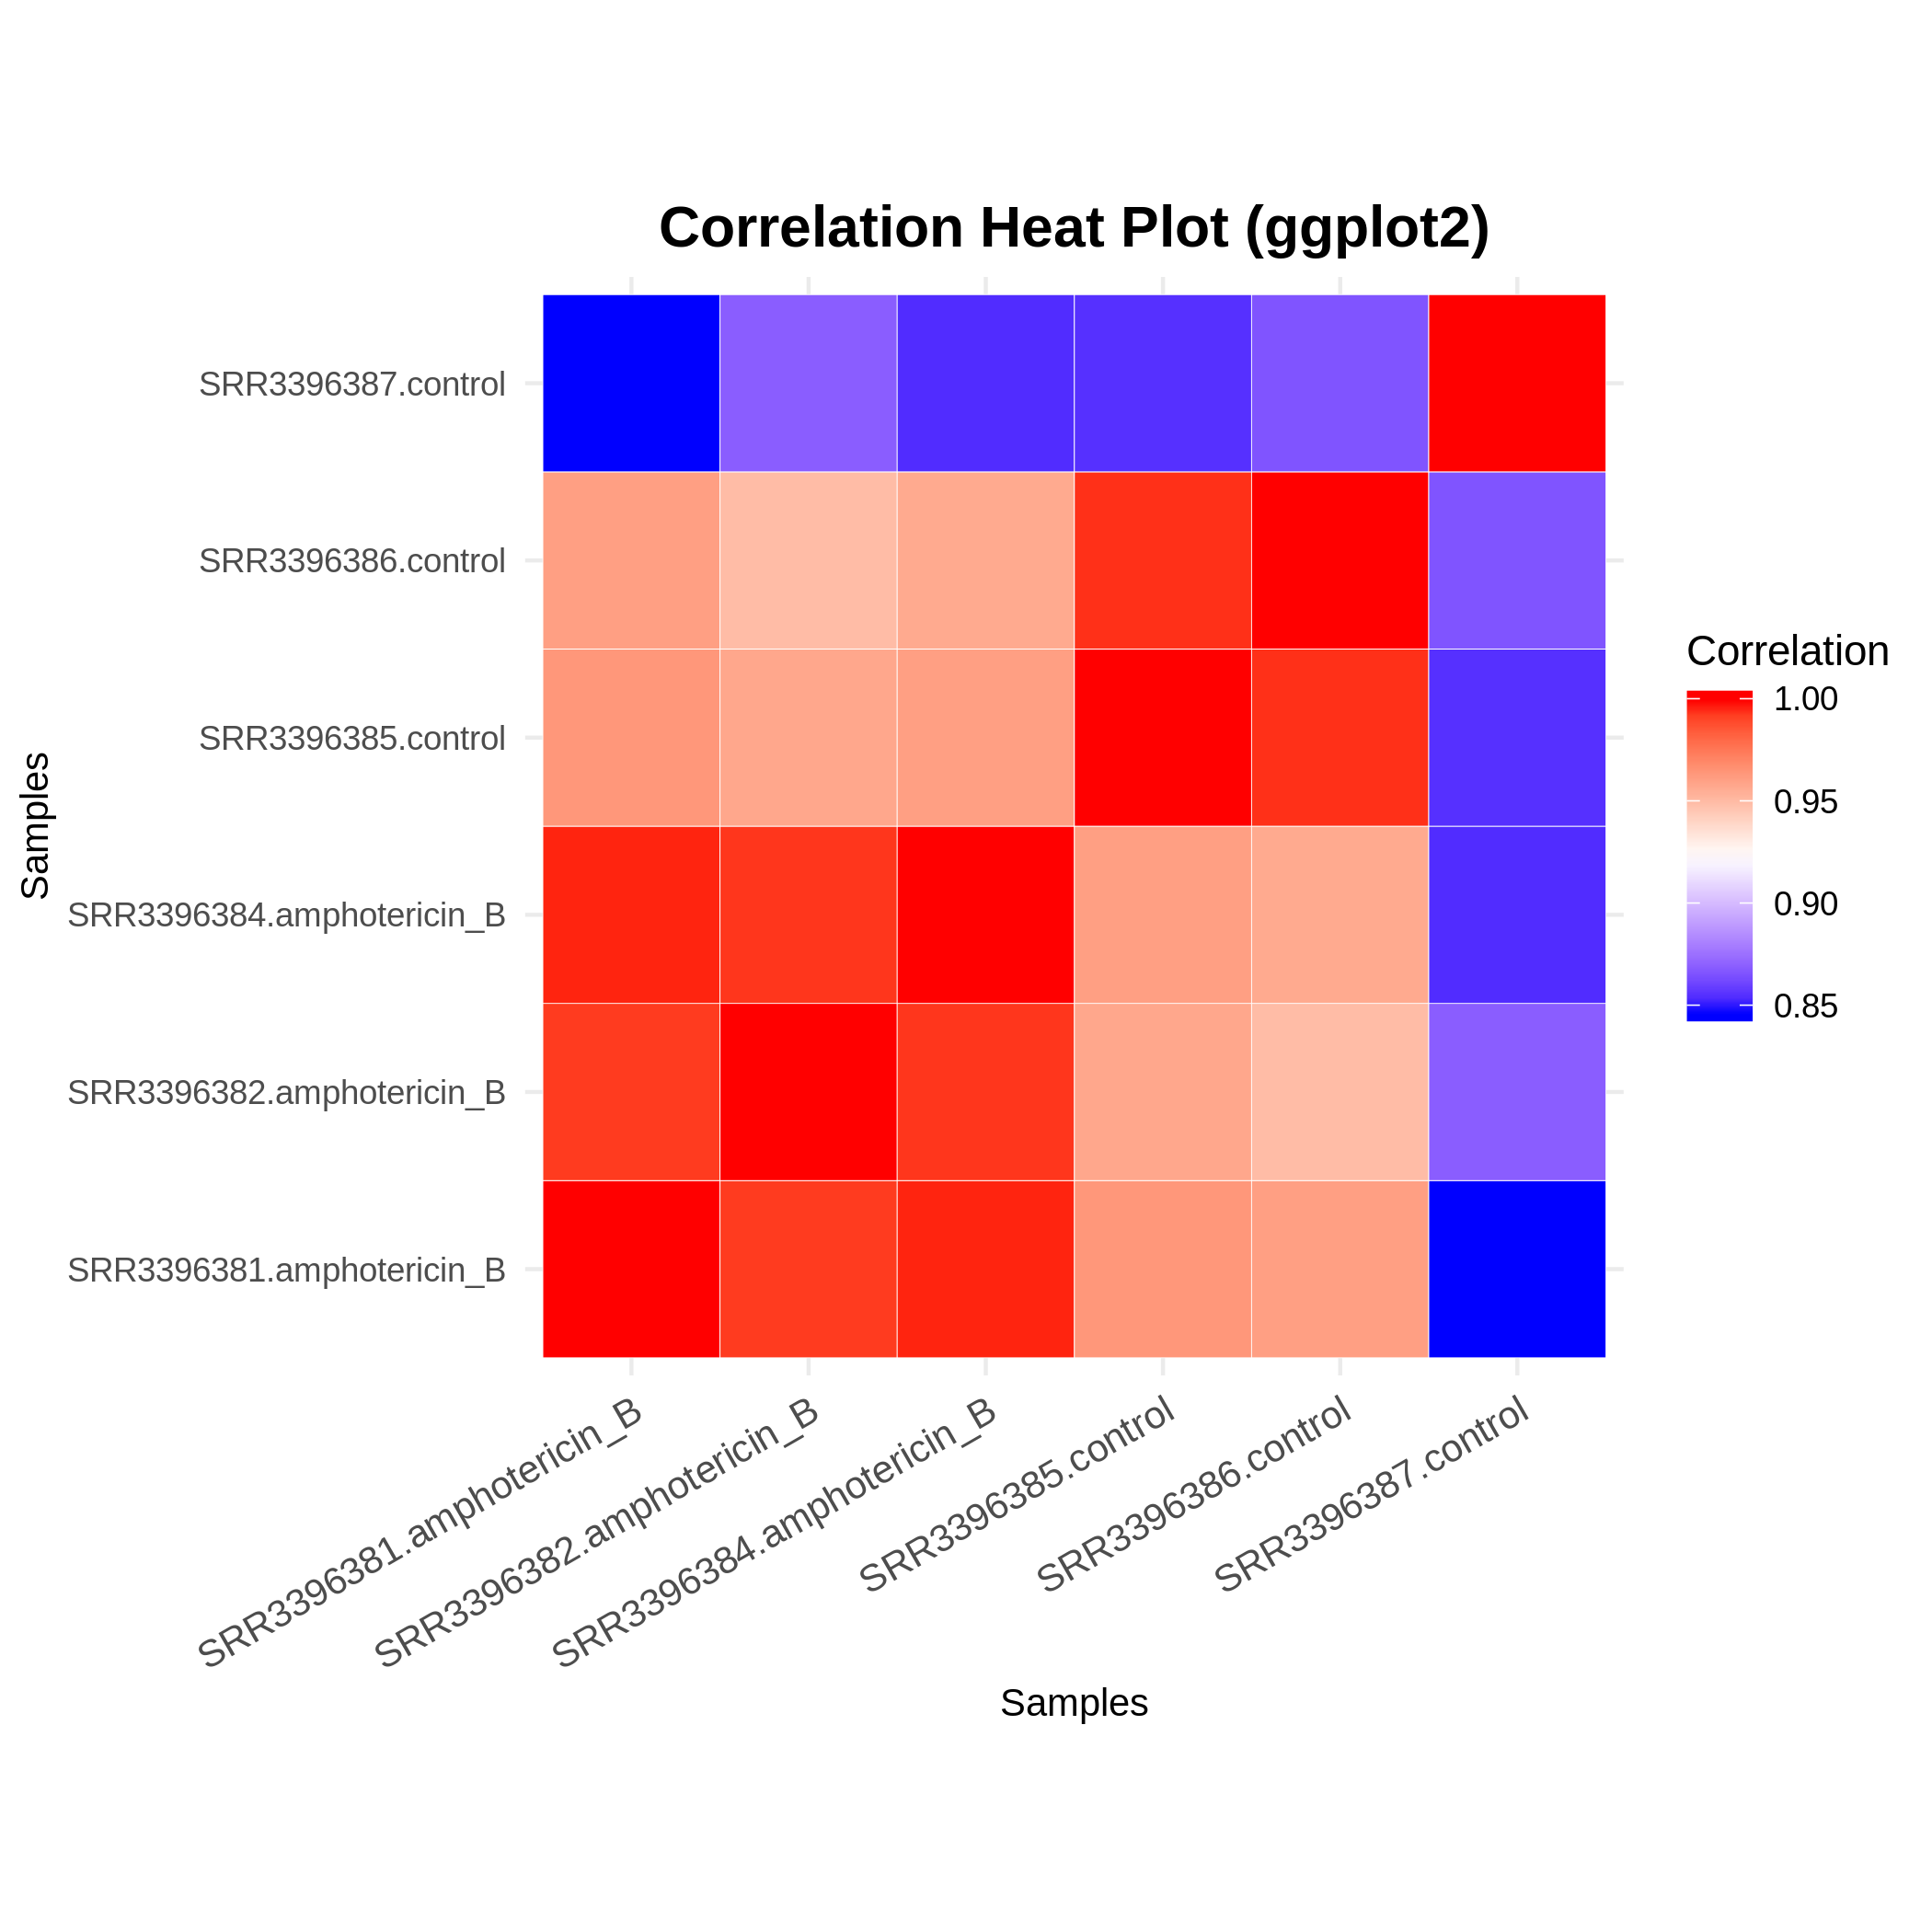 Correlation Heat Plot (ggplot2)
SRR3396387.control
SRR3396386.control
SRR3396385.control
SRR3396384.amphotericin_B
SRR3396382.amphotericin_B
SRR3396381.amphotericin_B
Samples
SRR3396381.amphotericin_B
SRR3396382.amphotericin_B
SRR3396384.amphotericin_B
SRR3396385.control
SRR3396386.control
SRR3396387.control
Samples
Correlation
1.00
0.95
0.90
0.85